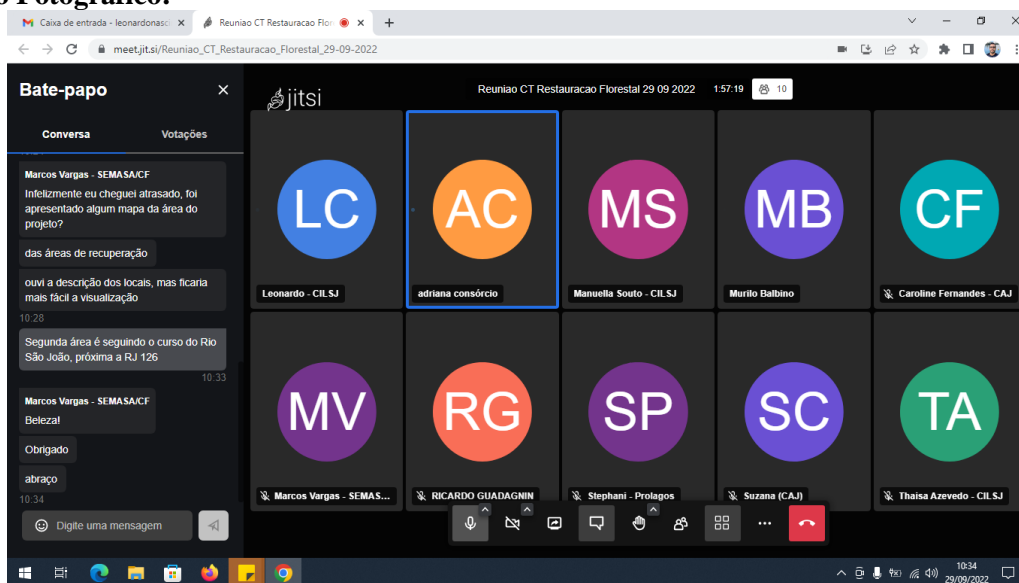 o Fotográfico:
Caixa de entrada - leonardonasc
Reuniao CT Restauracao Flor
meet.jit.si/Reuniao_CT_Restauracao_Florestal_29-09-2022
Bate-papo
Conversa
Votações
Marcos Vargas - SEMASA/CF
Infelizmente eu cheguei atrasado, foi
apresentado algum mapa da área do
projeto?
das áreas de recuperação
ouvi a descrição dos locais, mas ficaria
mais fácil a visualização
10:28
Segunda área é seguindo o curso do Rio
São João, próxima a RJ 126
10:33
Marcos Vargas - SEMASA/CF
Beleza!
Obrigado
abraço
10:34
Digite uma mensagem
jitsi
Reuniao CT Restauracao Florestal 29 09 2022
1:57:19
10
LC
Leonardo - CILSJ
AC
adriana consórcio
MS
Manuella Souto - CILSJ
MB
Murilo Balbino
CF
Caroline Fernandes - CAJ
MV
Marcos Vargas - SEMAS...
RG
RICARDO GUADAGNIN
SP
Stephani - Prolagos
SC
Suzana (CAJ)
TA
Thaisa Azevedo - CILSJ
10:34
29/09/2022